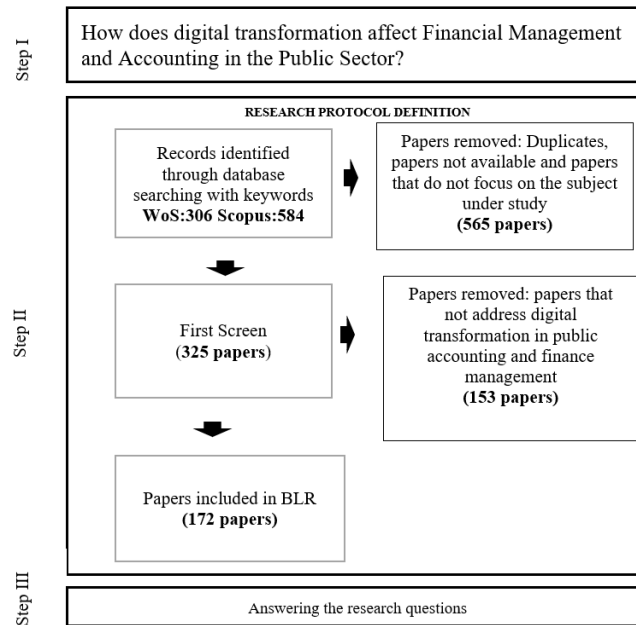 Step I
How does digital transformation affect Financial Management
and Accounting in the Public Sector?
Step II
RESEARCH PROTOCOL DEFINITION
Records identified
through database
searching with keywords
WoS:306 Scopus:584
Papers removed: Duplicates,
papers not available and papers
that do not focus on the subject
under study
(565 papers)
First Screen
(325 papers)
Papers removed: papers that
not address digital
transformation in public
accounting and finance
management
(153 papers)
Papers included in BLR
(172 papers)
Step III
Answering the research questions